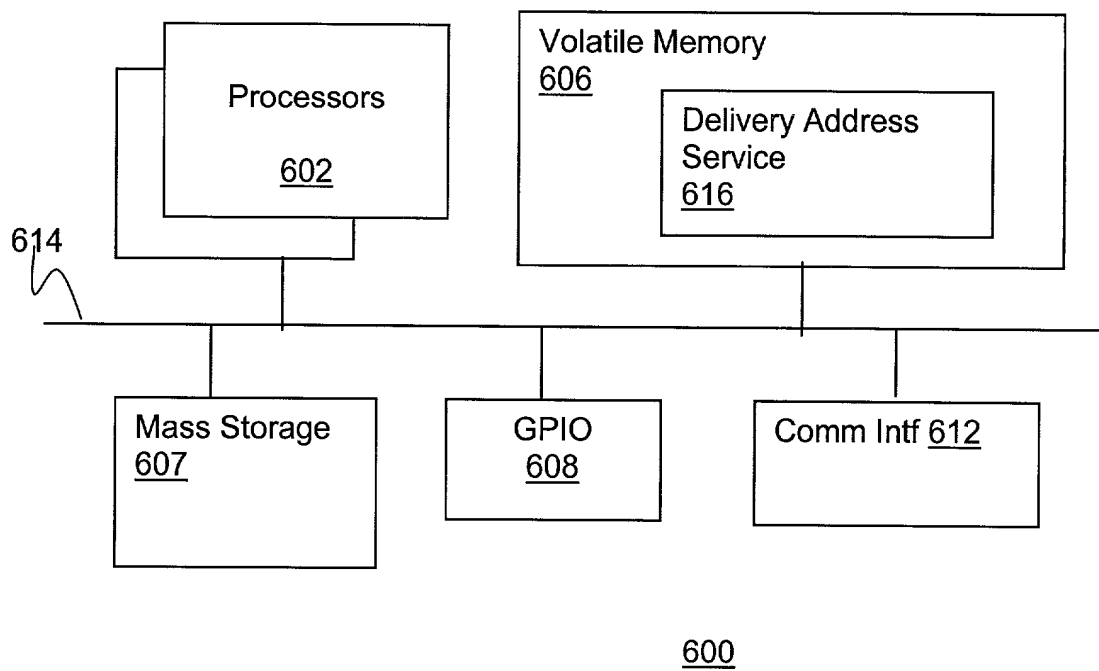 Processors
602
Volatile Memory
606
Delivery Address
Service
616
614
Mass Storage
607
GPIO
608
Comm Intf 612
600